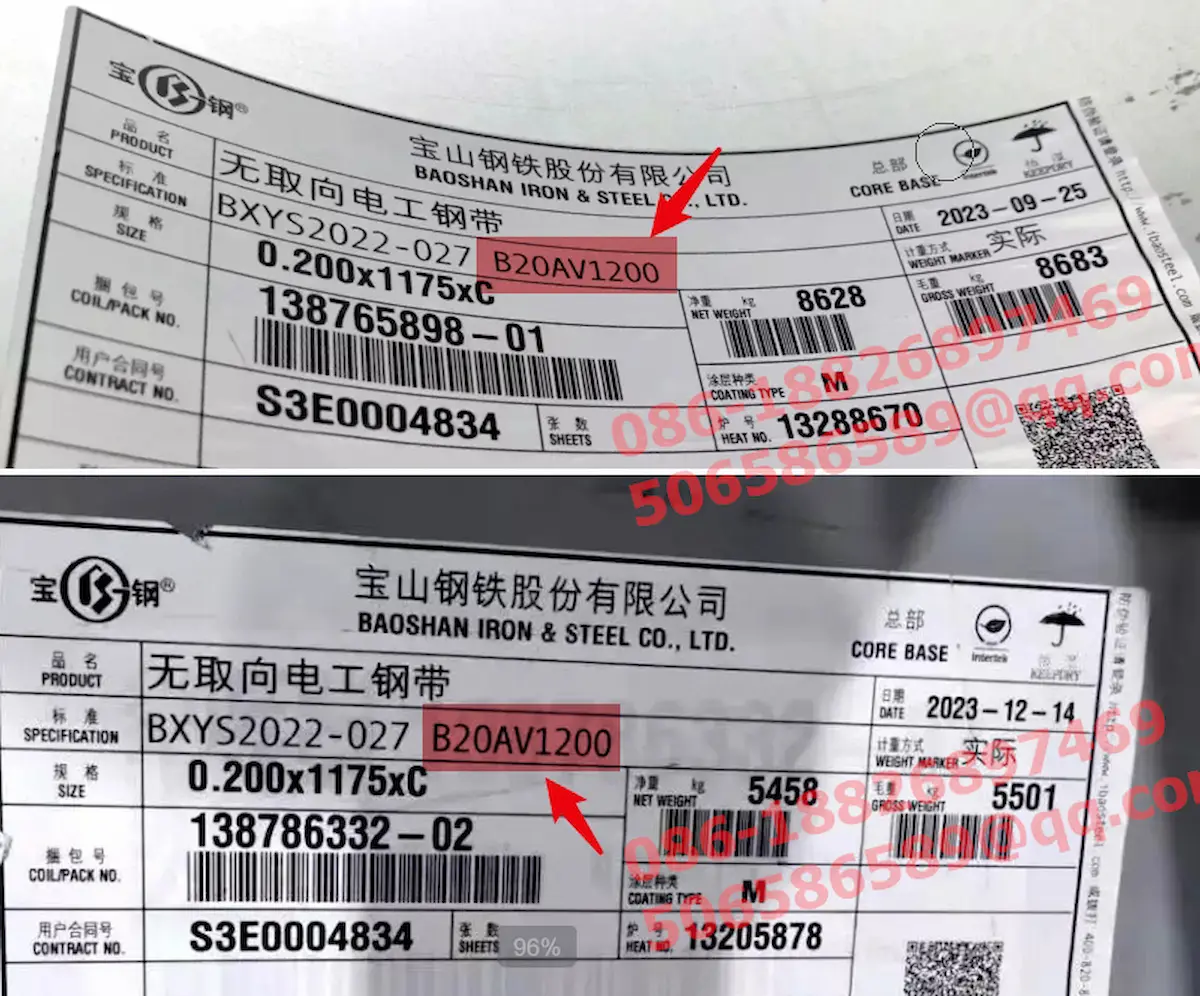 宝钢®
宝山钢铁股份有限公司
BAOSHAN IRON & STEEL CO., LTD.
总部
CORE BASE
Intertek
KEEPDRY
品名
PRODUCT
无取向电工钢带
日期
DATE
2023-09-25
标准
SPECIFICATION
BXYS2022-027 B20AV1200
计重方式
WEIGHT MARKER
实际
规格
SIZE
0.200x1175xC
净重 kg
NET WEIGHT
8628
毛重 kg
GROSS WEIGHT
8683
捆包号
COIL/PACK NO.
138765898-01
涂层种类
COATING TYPE
M
用户合同号
CONTRACT NO.
S3E0004834
张数
SHEETS
炉号
HEAT NO.
13288670
http://www.ibaosteel.com
086-18826897469
506586589@qq.com
宝钢®
宝山钢铁股份有限公司
BAOSHAN IRON & STEEL CO., LTD.
总部
CORE BASE
Intertek
KEEPDRY
品名
PRODUCT
无取向电工钢带
日期
DATE
2023-12-14
标准
SPECIFICATION
BXYS2022-027 B20AV1200
计重方式
WEIGHT MARKER
实际
规格
SIZE
0.200x1175xC
净重 kg
NET WEIGHT
5458
毛重 kg
GROSS WEIGHT
5501
捆包号
COIL/PACK NO.
138786332-02
涂层种类
COATING TYPE
M
用户合同号
CONTRACT NO.
S3E0004834
张数
SHEETS
96%
炉号
HEAT NO.
13205878
086-18826897469
506586589@qq.co